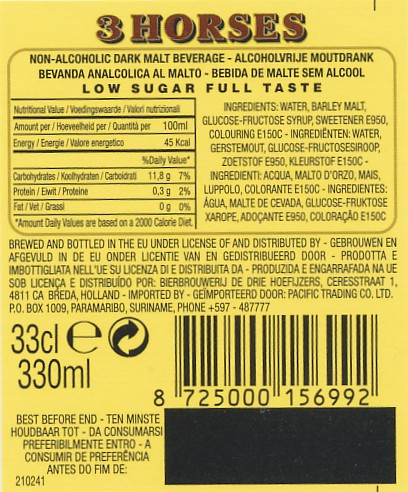 3 HORSES
NON-ALCOHOLIC DARK MALT BEVERAGE - ALCOHOLVRIJE MOUTDRANK
BEVANDA ANALCOLICA AL MALTO - BEBIDA DE MALTE SEM ALCOOL
LOW SUGAR FULL TASTE
Nutritional Value / Voedingswaarde / Valori nutrizionali
Amount per / Hoeveelheid per / Quantità per 100ml
Energy / Energie / Valore energetico 45 Kcal
%Daily Value*
Carbohydrates / Koolhydraten / Carboidrati 11,8 g 7%
Protein / Eiwit / Proteine 0,3 g 2%
Fat / Vet / Grassi 0 g 0%
*Amount Daily Values are based on a 2000 Calorie Diet.
INGREDIENTS: WATER, BARLEY MALT,
GLUCOSE-FRUCTOSE SYRUP, SWEETENER E950,
COLOURING E150C - INGREDIËNTEN: WATER,
GERSTEMOUT, GLUCOSE-FRUCTOSESIROOP,
ZOETSTOF E950, KLEURSTOF E150C -
INGREDIENTI: ACQUA, MALTO D'ORZO, MAIS,
LUPPOLO, COLORANTE E150C - INGREDIENTES:
ÁGUA, MALTE DE CEVADA, GLUCOSE-FRUKTOSE
XAROPE, ADOÇANTE E950, COLORAÇÃO E150C
BREWED AND BOTTLED IN THE EU UNDER LICENSE OF AND DISTRIBUTED BY - GEBROUWEN EN
AFGEVULD IN DE EU ONDER LICENTIE VAN EN GEDISTRIBUEERD DOOR - PRODOTTA E
IMBOTTIGLIATA NELL'UE SU LICENZA DI E DISTRIBUITA DA - PRODUZIDA E ENGARRAFADA NA UE
SOB LICENÇA E DISTRIBUÍDO POR: BIERBROUWERIJ DE DRIE HOEFIJZERS, CERESSTRAAT 1,
4811 CA BREDA, HOLLAND - IMPORTED BY - GEÏMPORTEERD DOOR: PACIFIC TRADING CO. LTD.
P.O. BOX 1009, PARAMARIBO, SURINAME, PHONE +597 - 487777
33cl e
330ml
8 725000 156992
BEST BEFORE END - TEN MINSTE
HOUDBAAR TOT - DA CONSUMARSI
PREFERIBILMENTE ENTRO - A
CONSUMIR DE PREFERÊNCIA
ANTES DO FIM DE:
210241